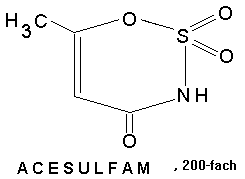 H3C O S O
O
NH
O
ACESULFAM , 200-fach